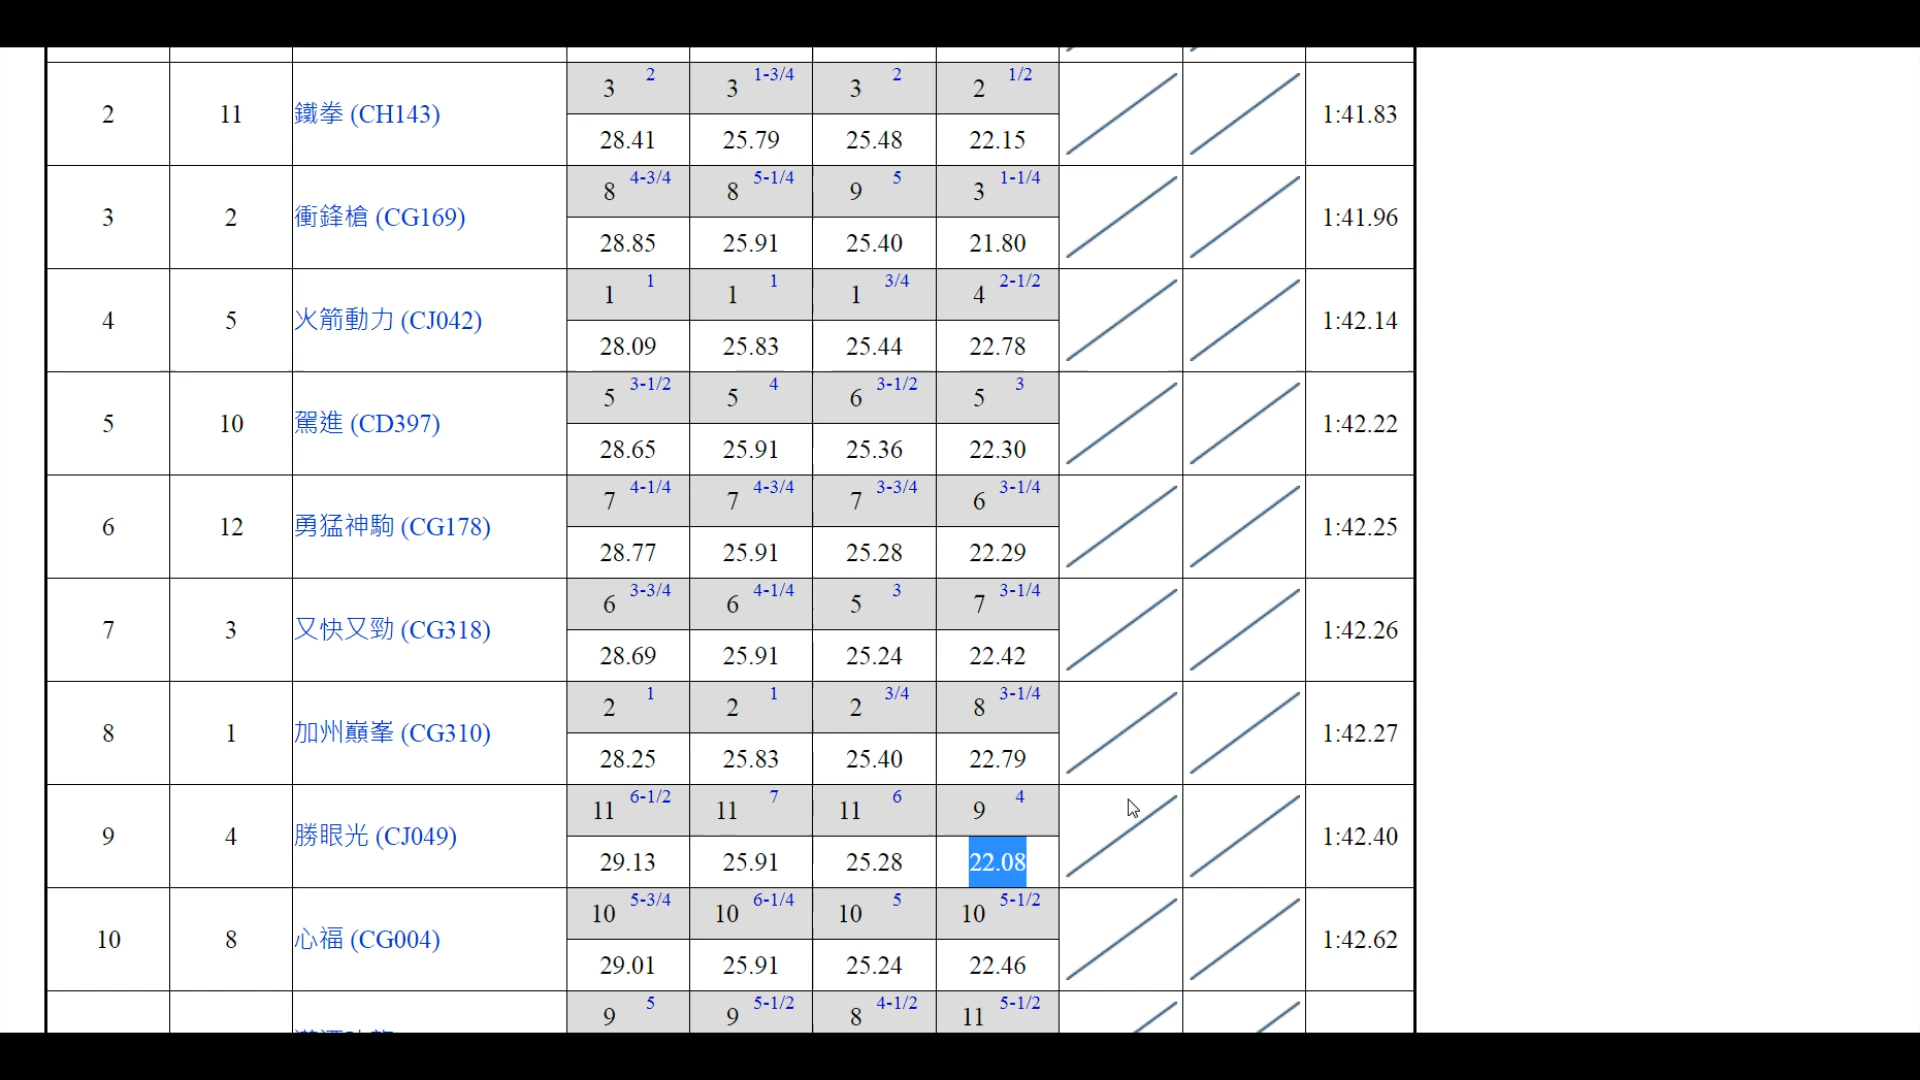 3 2 3 1-3/4 3 2 2 1/2
2 11 鐵拳 (CH143) 1:41.83
28.41 25.79 25.48 22.15
8 4-3/4 8 5-1/4 9 5 3 1-1/4
3 2 衝鋒槍 (CG169) 1:41.96
28.85 25.91 25.40 21.80
1 1 1 1 1 3/4 4 2-1/2
4 5 火箭動力 (CJ042) 1:42.14
28.09 25.83 25.44 22.78
5 3-1/2 5 4 6 3-1/2 5 3
5 10 駕進 (CD397) 1:42.22
28.65 25.91 25.36 22.30
7 4-1/4 7 4-3/4 7 3-3/4 6 3-1/4
6 12 勇猛神駒 (CG178) 1:42.25
28.77 25.91 25.28 22.29
6 3-3/4 6 4-1/4 5 3 7 3-1/4
7 3 又快又勁 (CG318) 1:42.26
28.69 25.91 25.24 22.42
2 1 2 1 2 3/4 8 3-1/4
8 1 加州巔峯 (CG310) 1:42.27
28.25 25.83 25.40 22.79
11 6-1/2 11 7 11 6 9 4
9 4 勝眼光 (CJ049) 1:42.40
29.13 25.91 25.28 22.08
10 5-3/4 10 6-1/4 10 5 10 5-1/2
10 8 心福 (CG004) 1:42.62
29.01 25.91 25.24 22.46
9 5 9 5-1/2 8 4-1/2 11 5-1/2